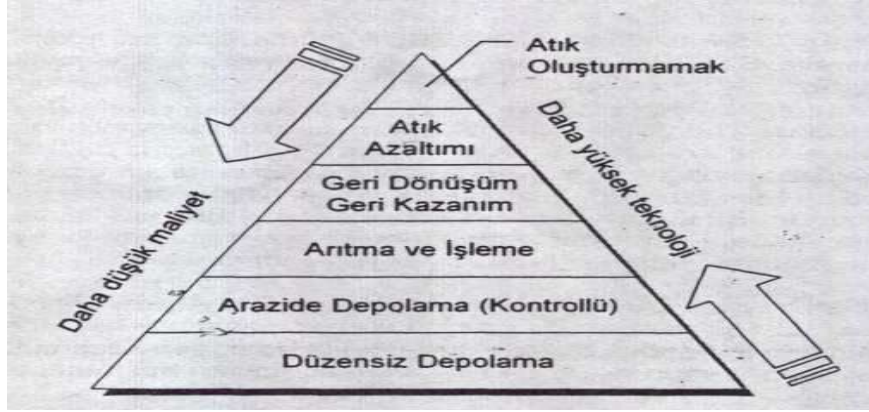 Atık
Oluşturmamak
Atık
Azaltımı
Geri Dönüşüm
Geri Kazanım
Arıtma ve İşleme
Arazide Depolama (Kontrollü)
Düzensiz Depolama
Daha düşük maliyet
Daha yüksek teknoloji